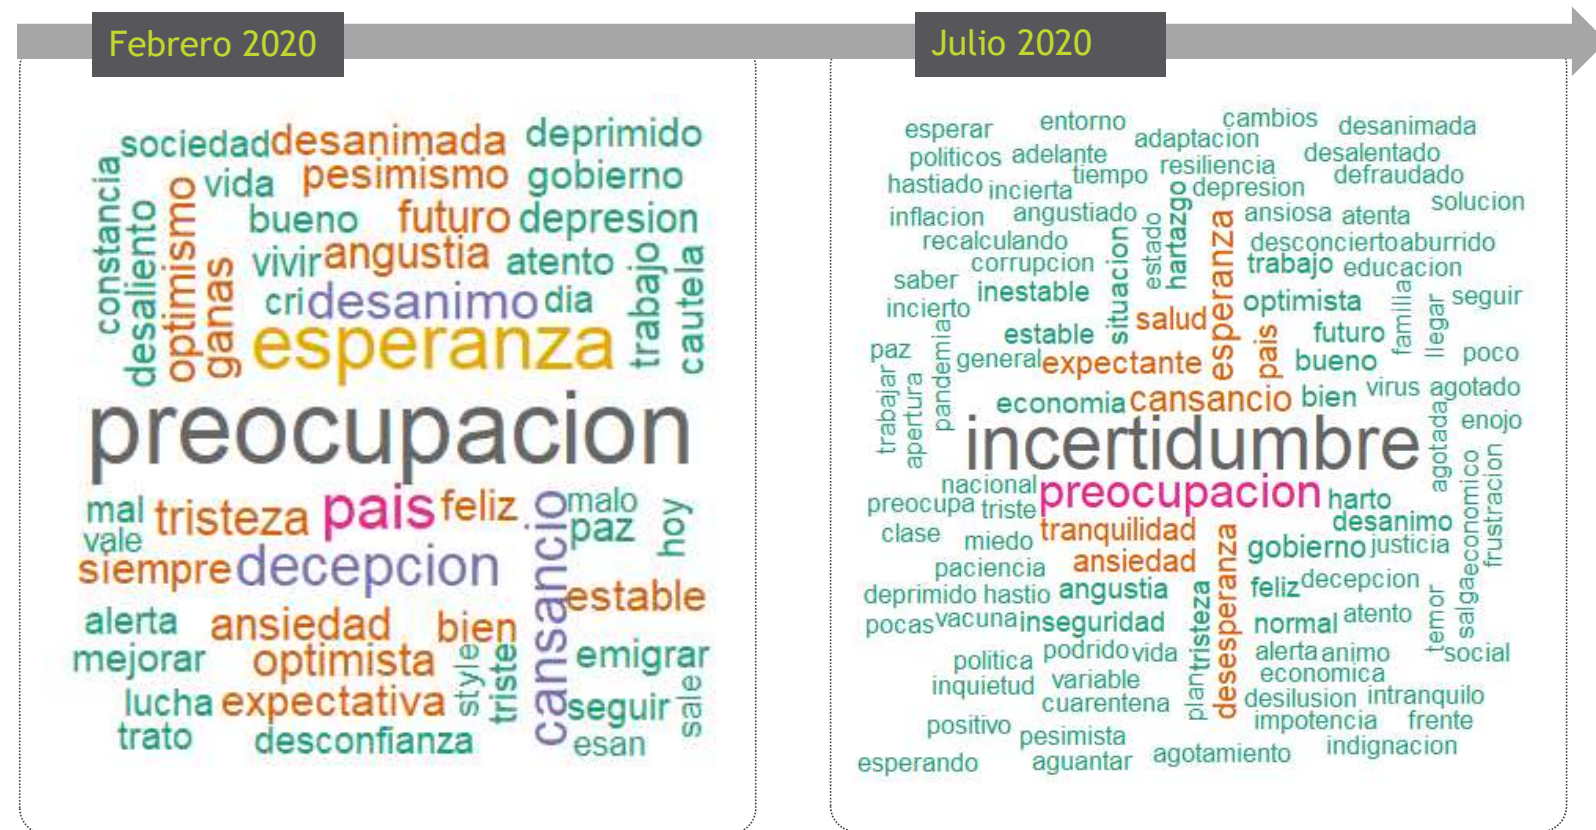 Febrero 2020
Julio 2020
sociedad desanimada deprimido
constancia
desaliento
optimismo
ganas
vida pesimismo gobierno
bueno futuro depresion
vivir angustia atento
trabajo
cautela
cri desanimo dia
esperanza
preocupacion
mal tristeza pais feliz
vale
cansancio
malo
paz
hoy
siempre decepcion
estable
alerta ansiedad bien
mejorar optimista
style
triste
emigrar
lucha expectativa
seguir
sale
trato desconfianza
esan
esperar entorno cambios desanimada
adaptacion
politicos adelante
tiempo resiliencia desalentado
hastiado incierta
hartazgo
depresion defraudado
inflacion angustiado
estado
esperanza
ansiosa atenta solucion
recalculando
situacion
desconcierto aburrido
corrupcion
trabajo educacion
saber inestable
optimista
familia
llegar
seguir
incierto
estable
salud
pais
futuro
paz
pandemia
general expectante
bueno
poco
trabajar
apertura
economia cansancio bien virus agotado
incertidumbre
agotada
enojo
nacional
preocupacion harto
preocupa triste
desanimo
economico
frustracion
clase miedo tranquilidad
desesperanza
gobierno justicia
paciencia ansiedad
deprimido hastio angustia
tristeza
feliz decepcion
temor
salga
pocas vacuna inseguridad
normal atento
politica podrido vida
plan
alerta animo social
inquietud variable
economica
cuarentena
desilusion intranquilo
positivo pesimista
impotencia frente
esperando aguantar agotamiento indignacion